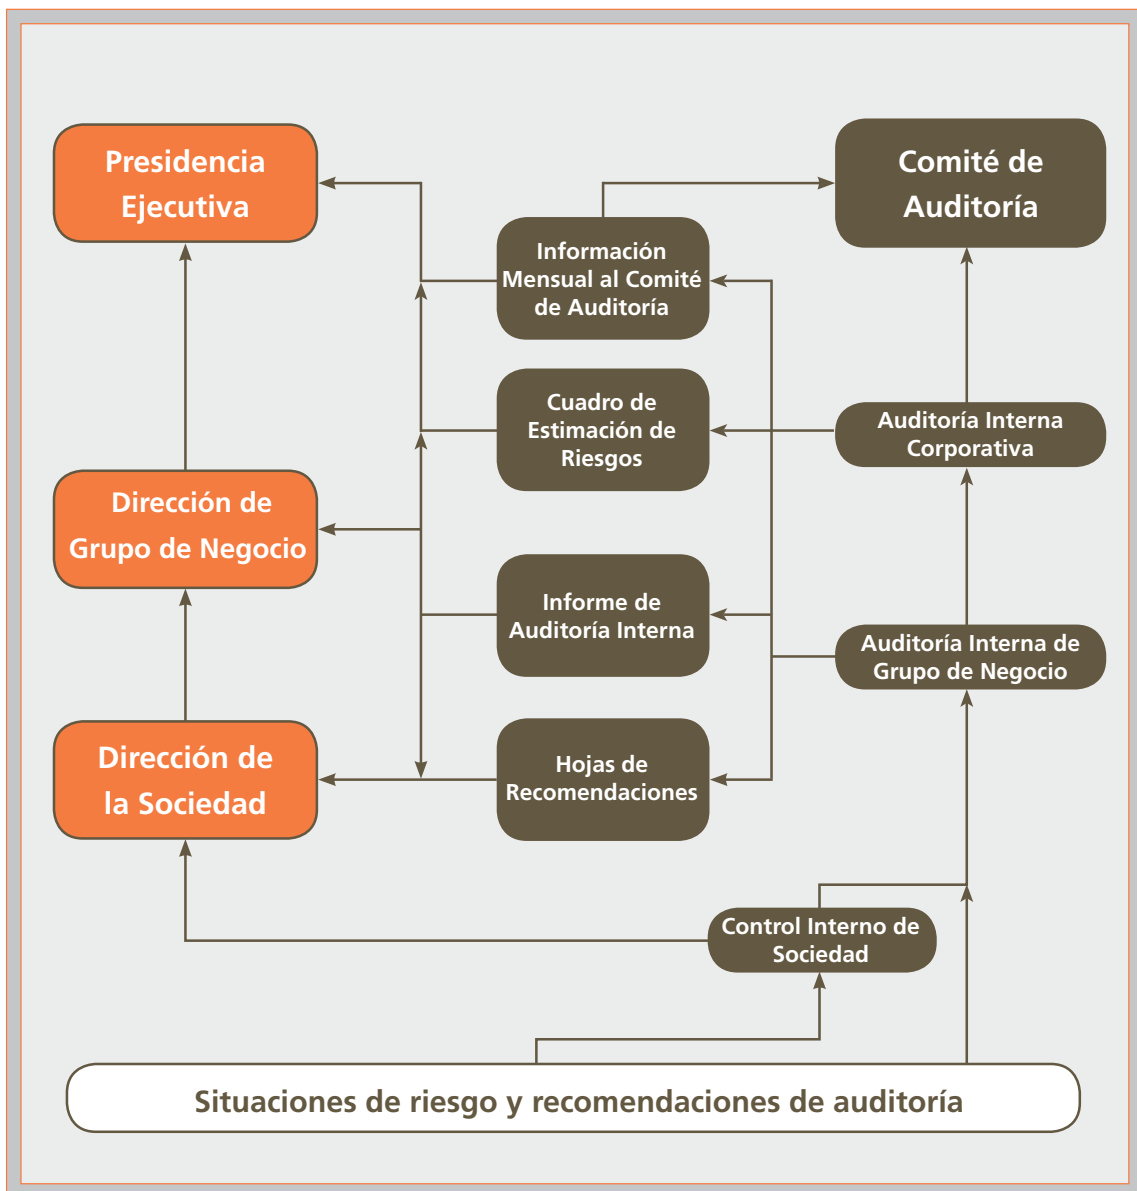 Presidencia
Ejecutiva
Comité de
Auditoría
Información
Mensual al Comité
de Auditoría
Cuadro de
Estimación de
Riesgos
Auditoría Interna
Corporativa
Dirección de
Grupo de Negocio
Informe de
Auditoría Interna
Auditoría Interna de
Grupo de Negocio
Dirección de
la Sociedad
Hojas de
Recomendaciones
Control Interno de
Sociedad
Situaciones de riesgo y recomendaciones de auditoría